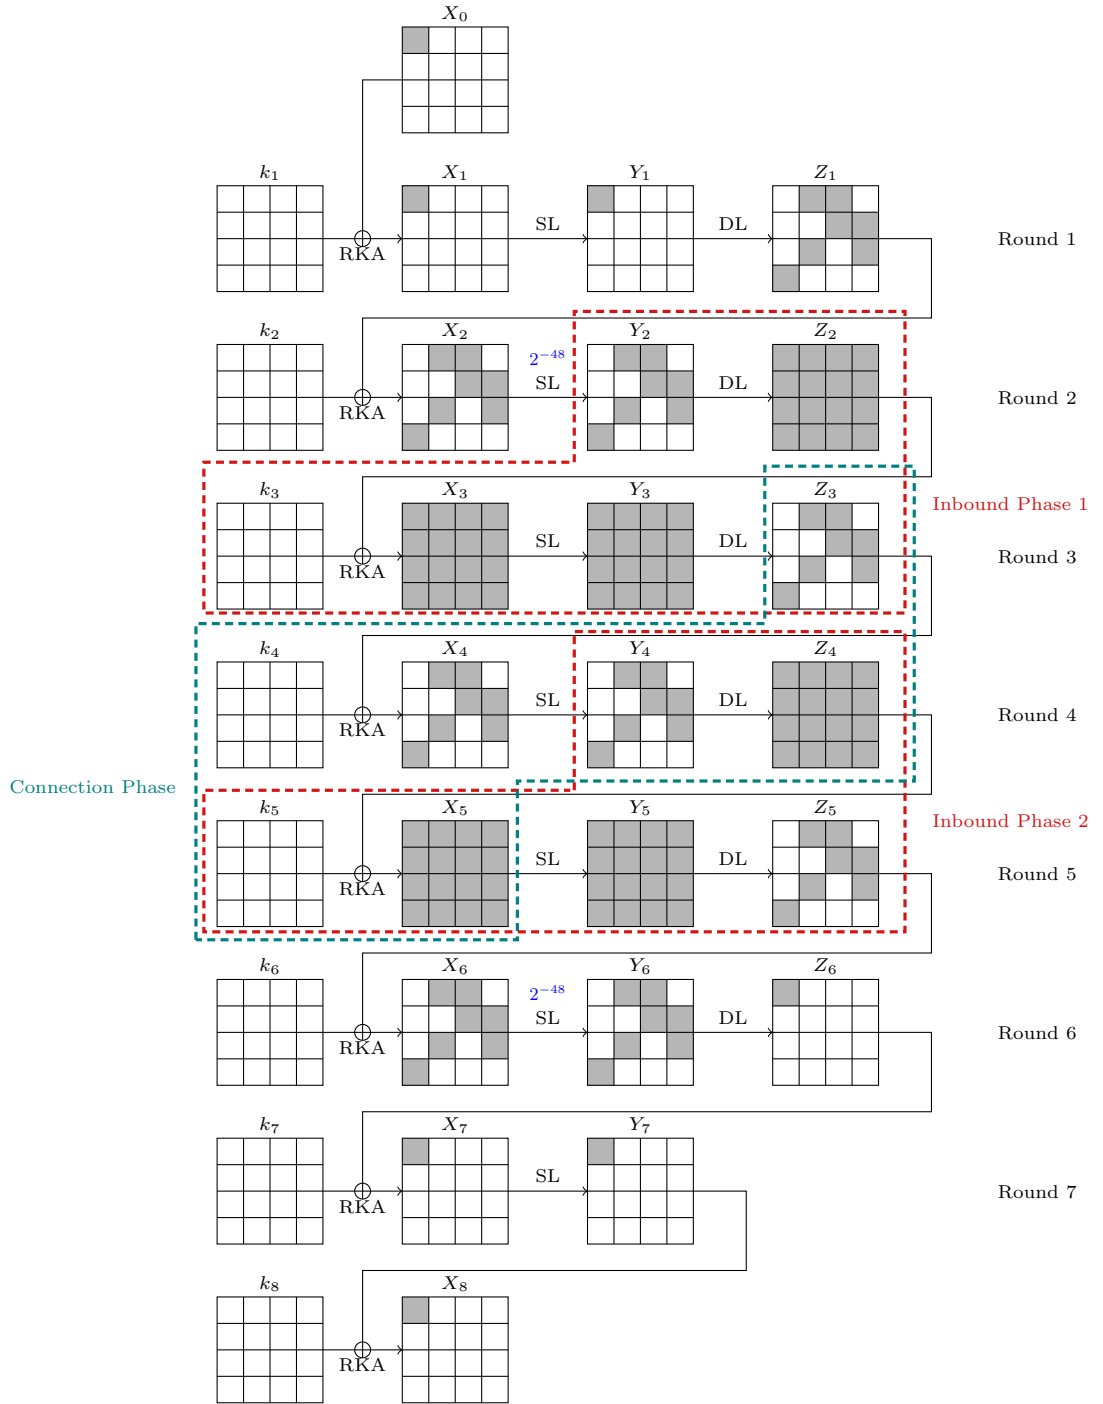 X₀
k₁ X₁ Y₁ Z₁
SL DL
RKA
Round 1
k₂ X₂ Y₂ Z₂
2⁻⁴⁸
SL DL
RKA
Round 2
k₃ X₃ Y₃ Z₃
Inbound Phase 1
SL DL
RKA
Round 3
k₄ X₄ Y₄ Z₄
SL DL
RKA
Round 4
Connection Phase
k₅ X₅ Y₅ Z₅
Inbound Phase 2
SL DL
RKA
Round 5
k₆ X₆ Y₆ Z₆
2⁻⁴⁸
SL DL
RKA
Round 6
k₇ X₇ Y₇
SL
RKA
Round 7
k₈ X₈
RKA